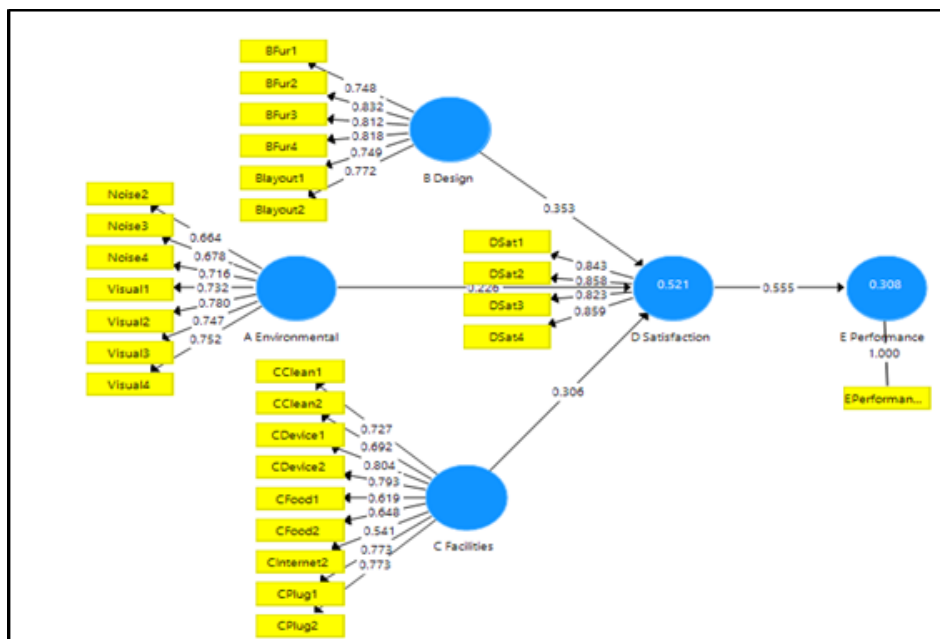 BFur1
BFur2
BFur3
BFur4
Blayout1
Blayout2
0.748
0.832
0.812
0.818
0.749
0.772
B Design
Noise2
Noise3
Noise4
Visual1
Visual2
Visual3
Visual4
0.664
0.678
0.716
0.732
0.780
0.747
0.752
A Environmental
0.353
0.226
0.306
DSat1
DSat2
DSat3
DSat4
0.843
0.858
0.823
0.859
0.521
D Satisfaction
0.555
0.308
E Performance
1.000
EPerforman...
CClean1
CClean2
CDevice1
CDevice2
CFood1
CFood2
CInternet2
CPlug1
CPlug2
0.727
0.692
0.804
0.793
0.619
0.648
0.541
0.773
0.773
C Facilities